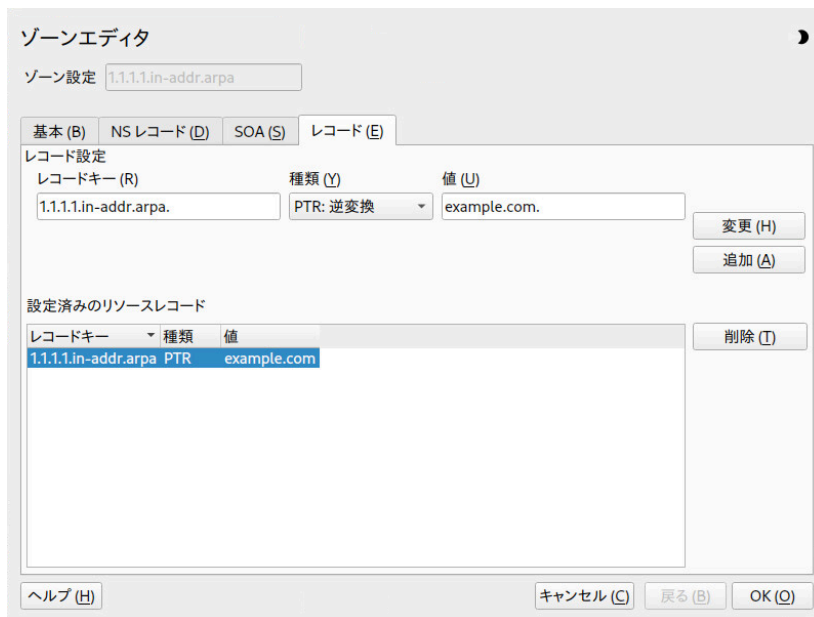 ゾーンエディタ
ゾーン設定 1.1.1.1.in-addr.arpa
基本 (B) NS レコード (D) SOA (S) レコード (E)
レコード設定
レコードキー (R) 種類 (Y) 値 (U)
1.1.1.1.in-addr.arpa. PTR: 逆変換 example.com.
変更 (H)
追加 (A)
設定済みのリソースレコード
レコードキー 種類 値 削除 (T)
1.1.1.1.in-addr.arpa PTR example.com
ヘルプ (H) キャンセル (C) 戻る (B) OK (O)